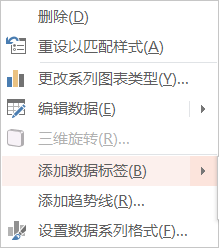 删除(D)
重设以匹配样式(A)
更改系列图表类型(Y)...
编辑数据(E)
三维旋转(R)...
添加数据标签(B)
添加趋势线(R)...
设置数据系列格式(F)...